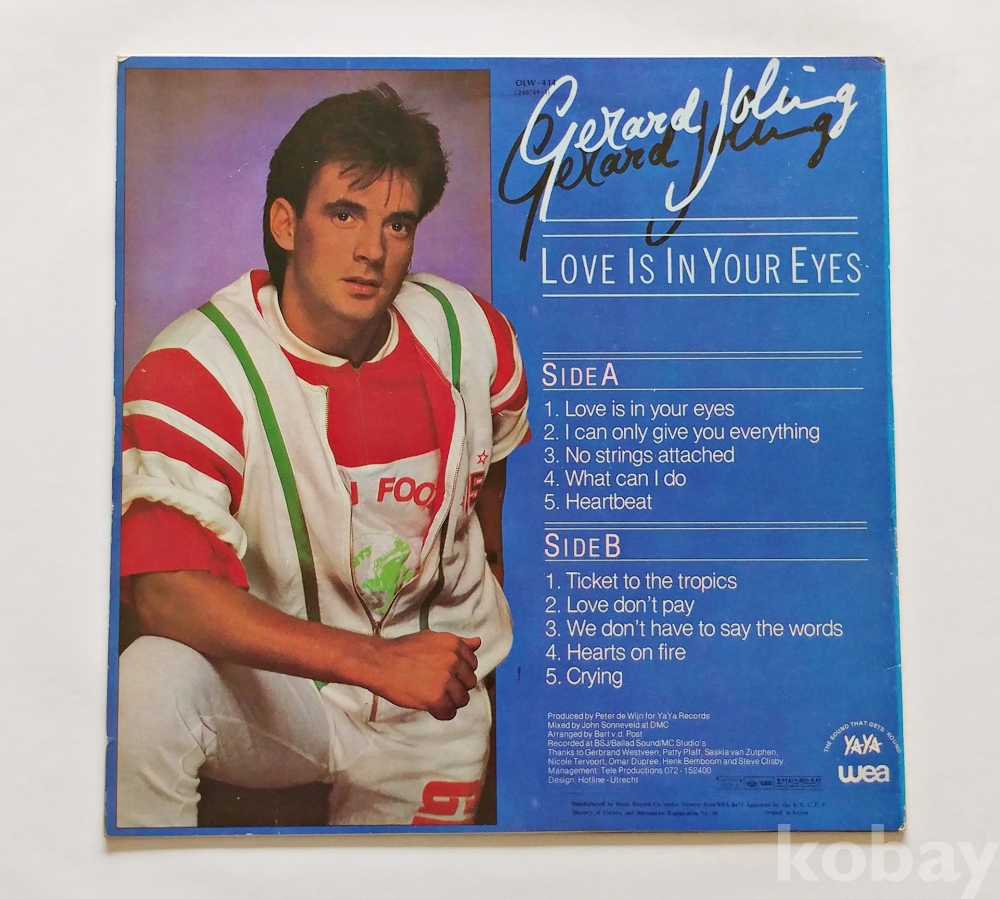 OLW-414
Gerard Joling
Gerard Joling
LOVE IS IN YOUR EYES
SIDE A
1. Love is in your eyes
2. I can only give you everything
3. No strings attached
4. What can I do
5. Heartbeat
SIDE B
1. Ticket to the tropics
2. Love don't pay
3. We don't have to say the words
4. Hearts on fire
5. Crying
Produced by Peter de Wijn for YaYa Records
Mixed by John Sonneveld at DMC
Arranged by Bart v.d. Post
Recorded at BSJ/Ballad Sound/MC Studio's
Thanks to Gerbrand Westveen, Patty Pfaff, Saskia van Zutphen,
Nicole Tervoort, Omar Dupree, Henk Bemboom and Steve Clisby
Management: Tele Productions 072-152400
Design: Hotline-Utrecht
THE SOUND THAT GETS 'ROUND
YAYA
wea
FOO
kobay